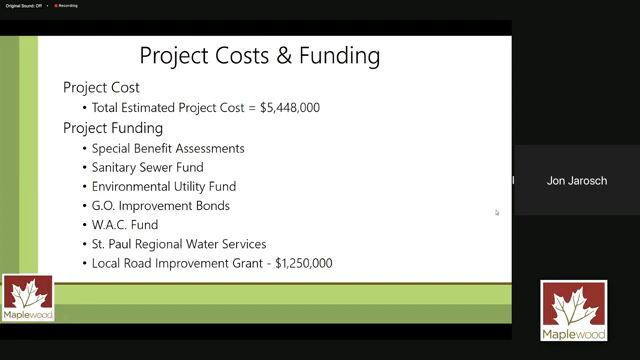 Original Sound: Off
Recording
Project Costs & Funding
Project Cost
• Total Estimated Project Cost = $5,448,000
Project Funding
• Special Benefit Assessments
• Sanitary Sewer Fund
• Environmental Utility Fund
• G.O. Improvement Bonds
• W.A.C. Fund
• St. Paul Regional Water Services
• Local Road Improvement Grant - $1,250,000
Jon Jarosch
Maplewood
Maplewood